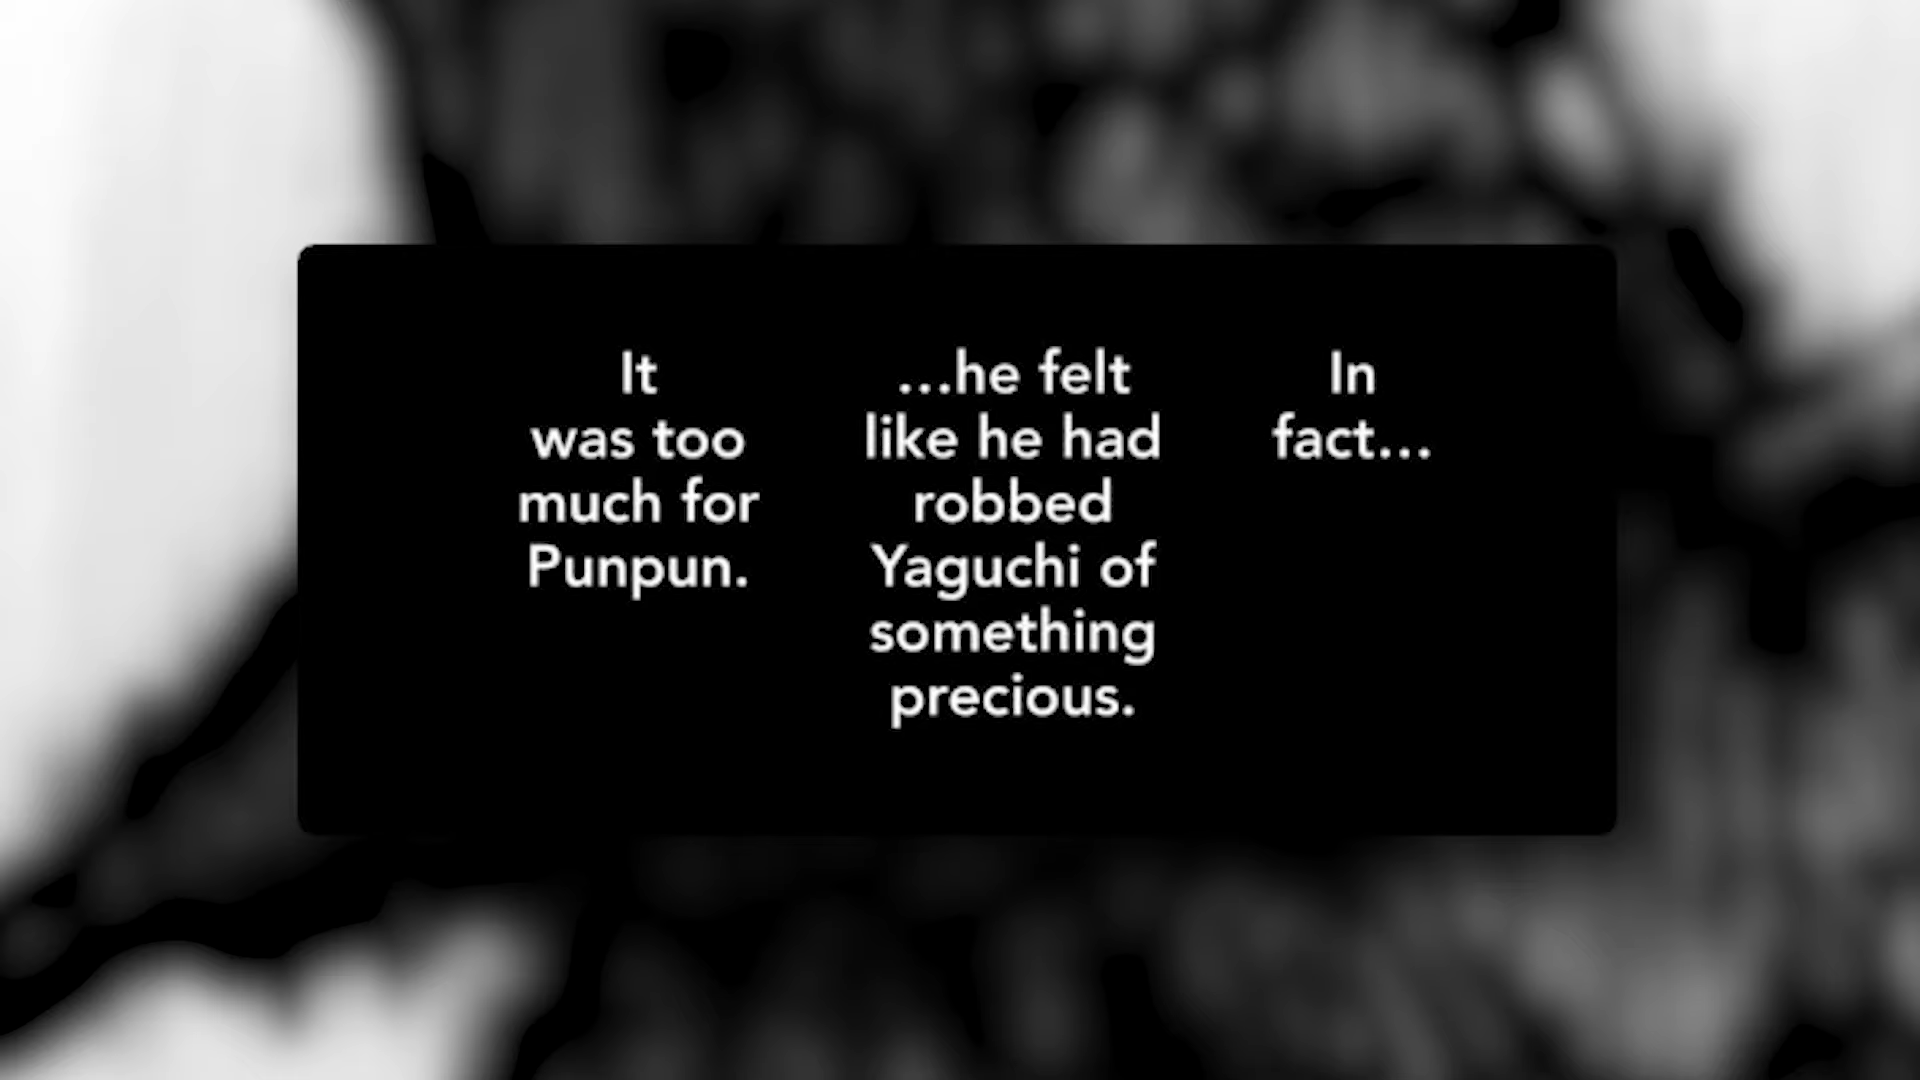 In
fact...
...he felt
like he had
robbed
Yaguchi of
something
precious.
It
was too
much for
Punpun.